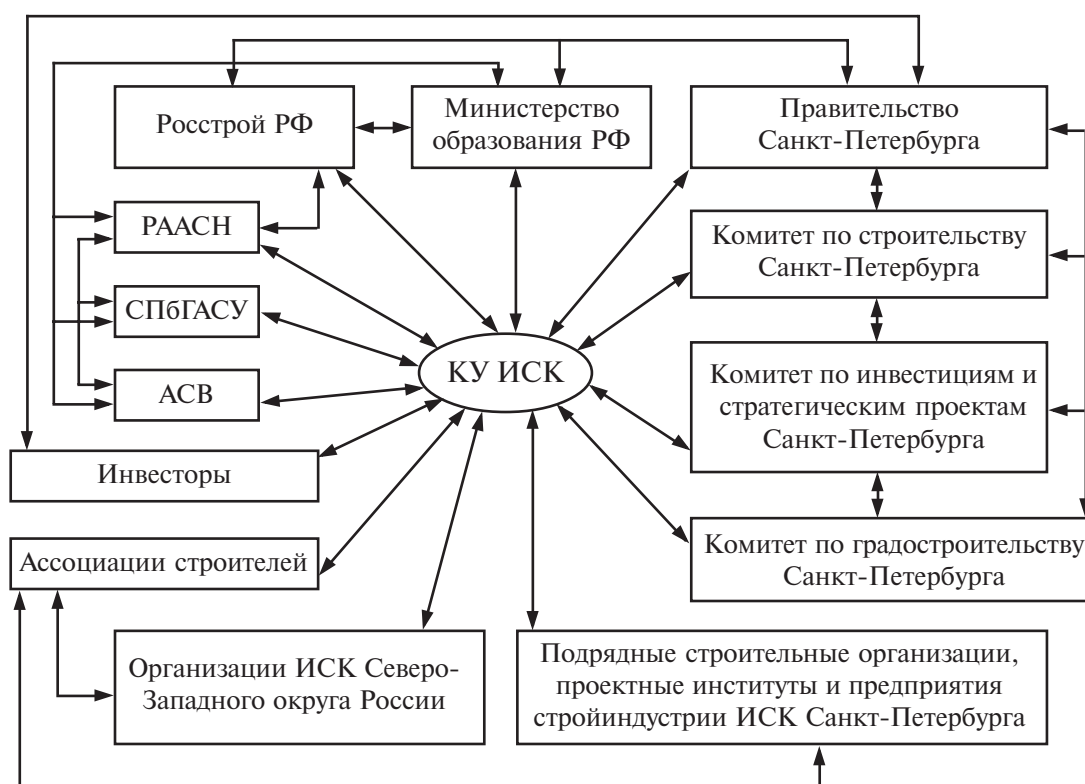 Росстрой РФ
Министерство
образования РФ
Правительство
Санкт-Петербурга
РААСН
Комитет по строительству
Санкт-Петербурга
СПбГАСУ
КУ ИСК
АСВ
Комитет по инвестициям и
стратегическим проектам
Санкт-Петербурга
Инвесторы
Ассоциации строителей
Комитет по градостроительству
Санкт-Петербурга
Организации ИСК Северо-
Западного округа России
Подрядные строительные организации,
проектные институты и предприятия
стройиндустрии ИСК Санкт-Петербурга